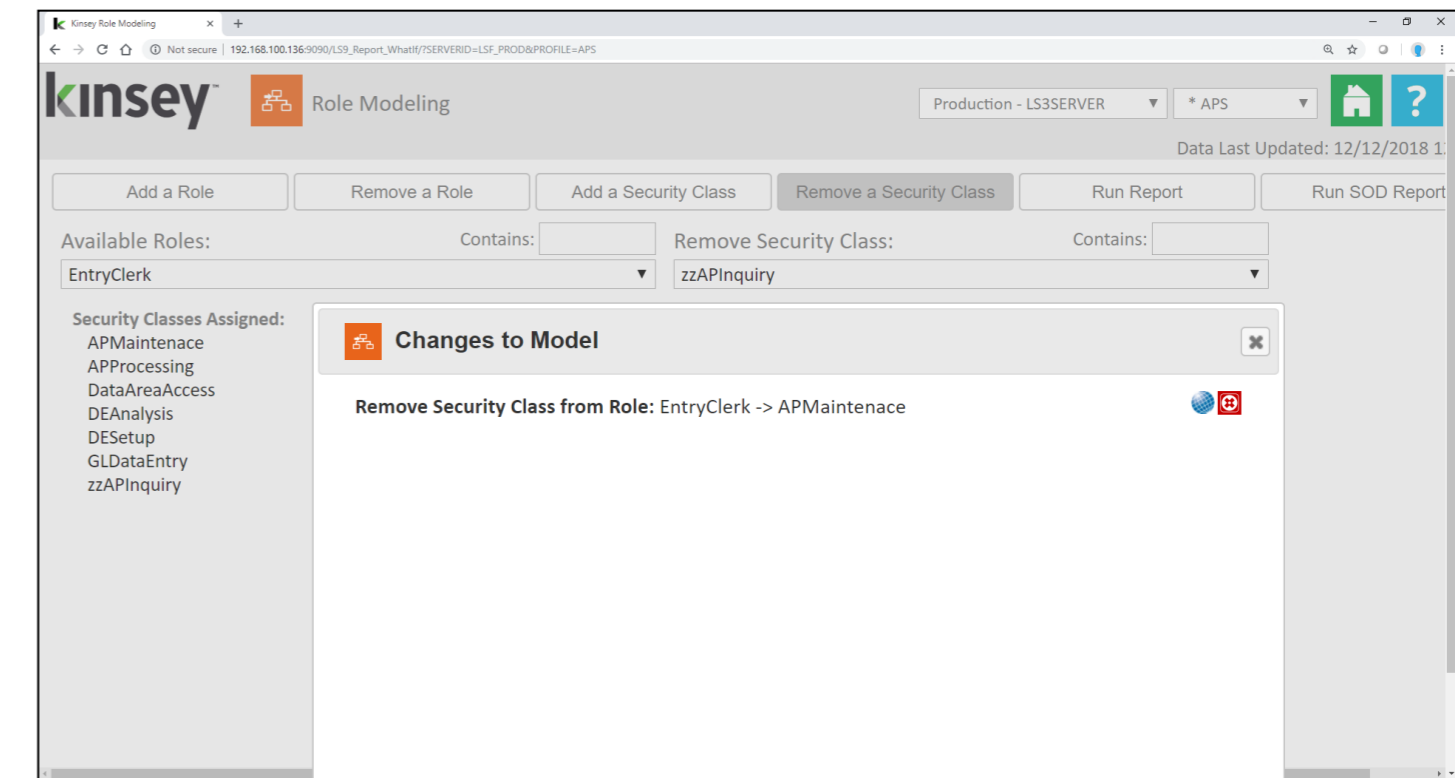 Kinsey Role Modeling
Not secure | 192.168.100.136:9090/LS9_Report_WhatIf/?SERVERID=LSF_PROD&PROFILE=APS
kinsey™ Role Modeling Production - LS3SERVER * APS ?
Data Last Updated: 12/12/2018 1
Add a Role Remove a Role Add a Security Class Remove a Security Class Run Report Run SOD Report
Available Roles: Contains: Remove Security Class: Contains:
EntryClerk zzAPInquiry
Security Classes Assigned:
APMaintenace
APProcessing
DataAreaAccess
DEAnalysis
DESetup
GLDataEntry
zzAPInquiry
Changes to Model
Remove Security Class from Role: EntryClerk -> APMaintenace